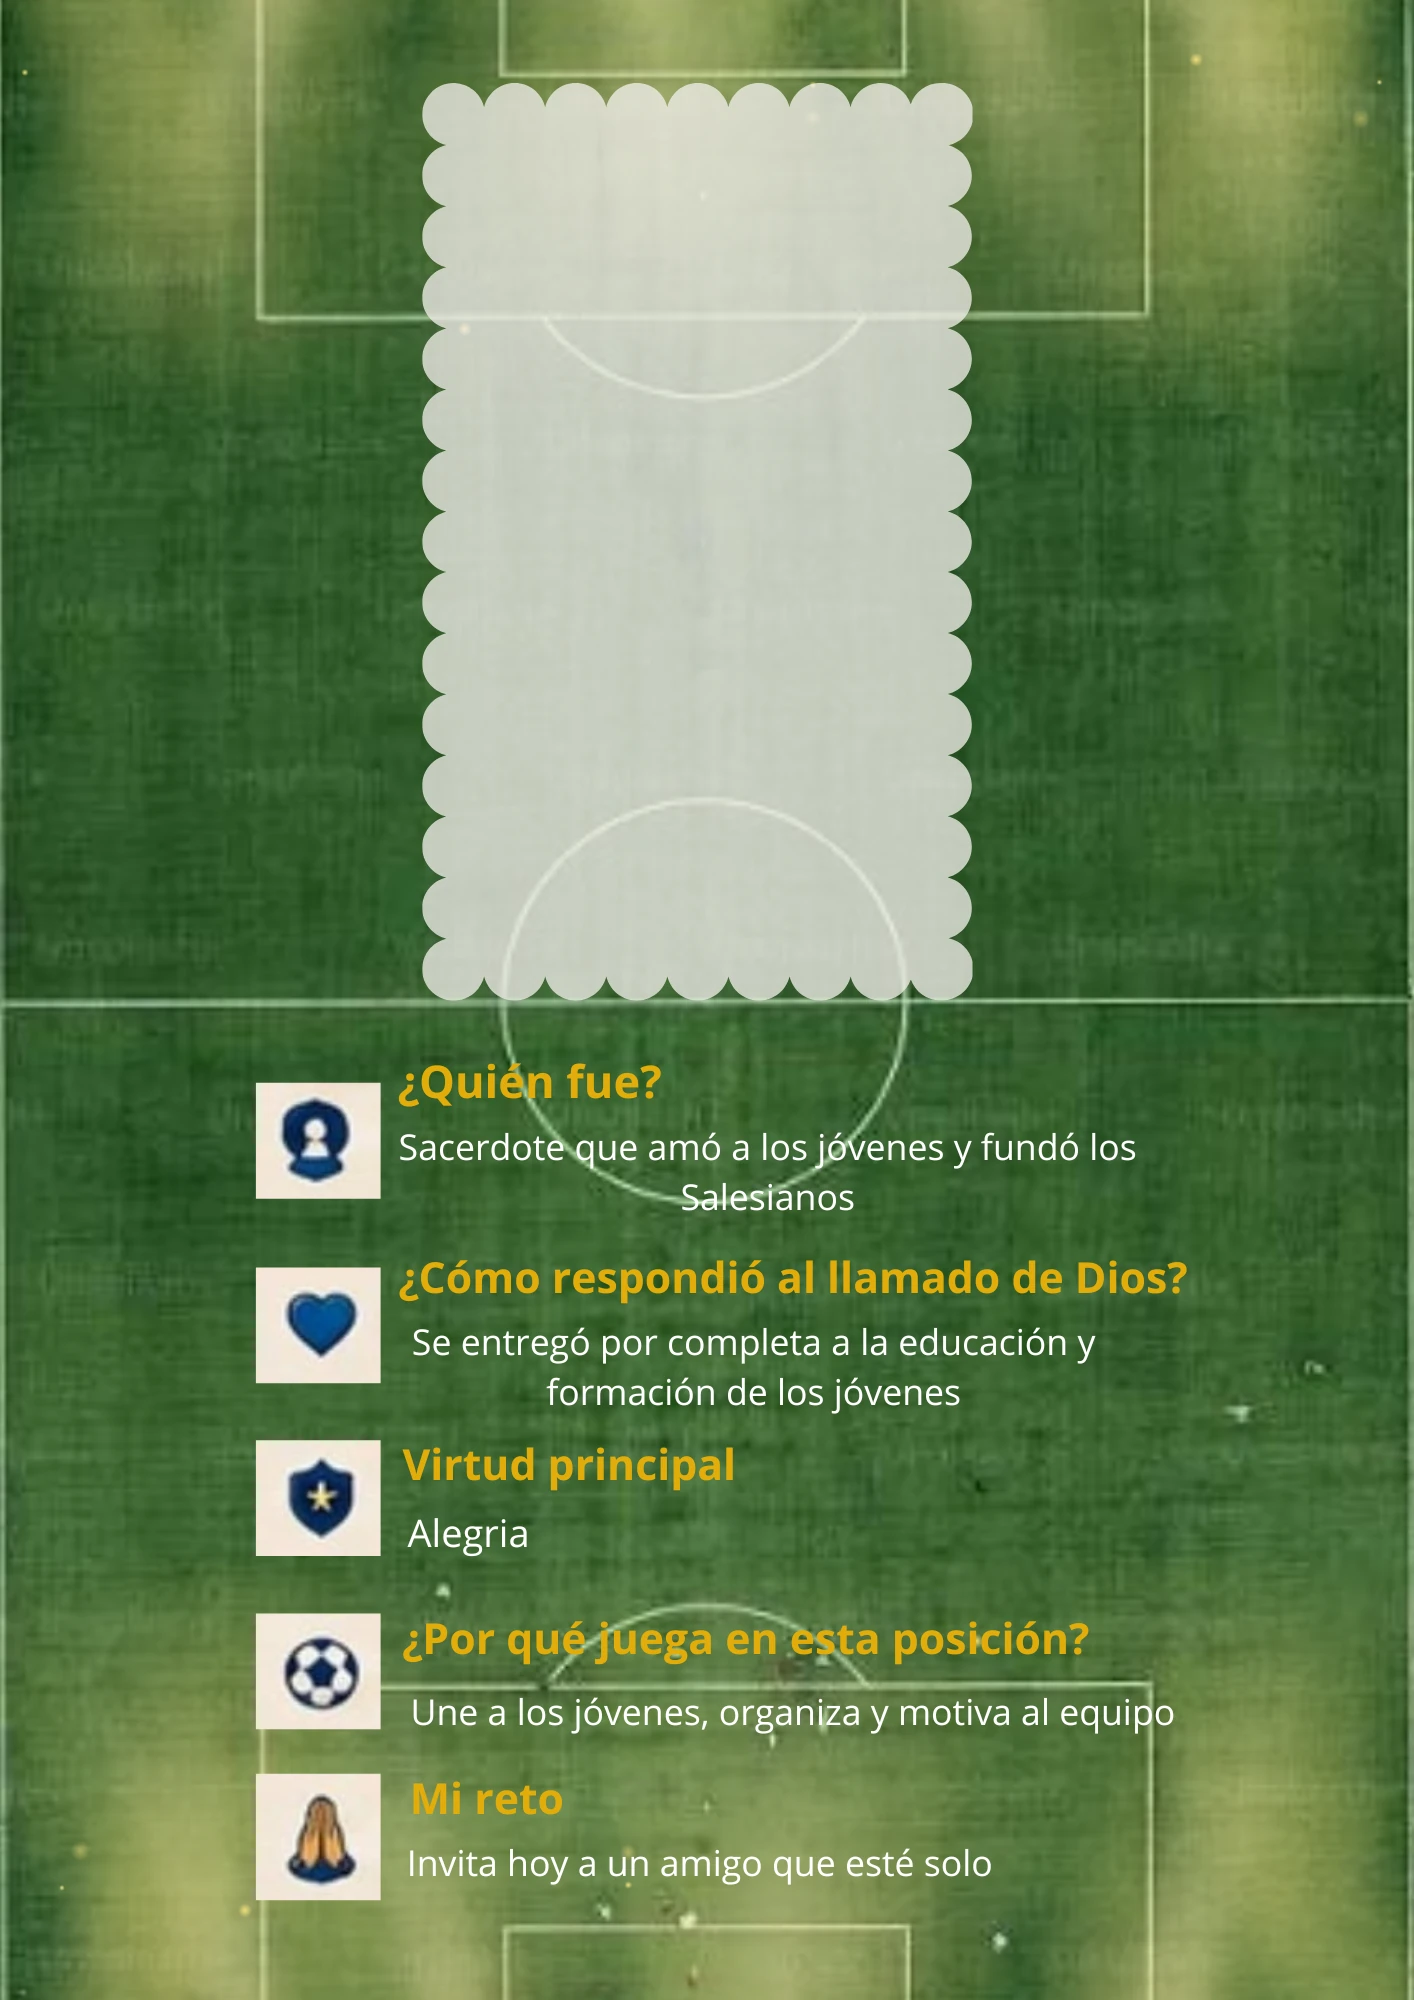 ¿Quién fue?
Sacerdote que amó a los jóvenes y fundó los
Salesianos
¿Cómo respondió al llamado de Dios?
Se entregó por completa a la educación y
formación de los jóvenes
Virtud principal
Alegria
¿Por qué juega en esta posición?
Une a los jóvenes, organiza y motiva al equipo
Mi reto
Invita hoy a un amigo que esté solo